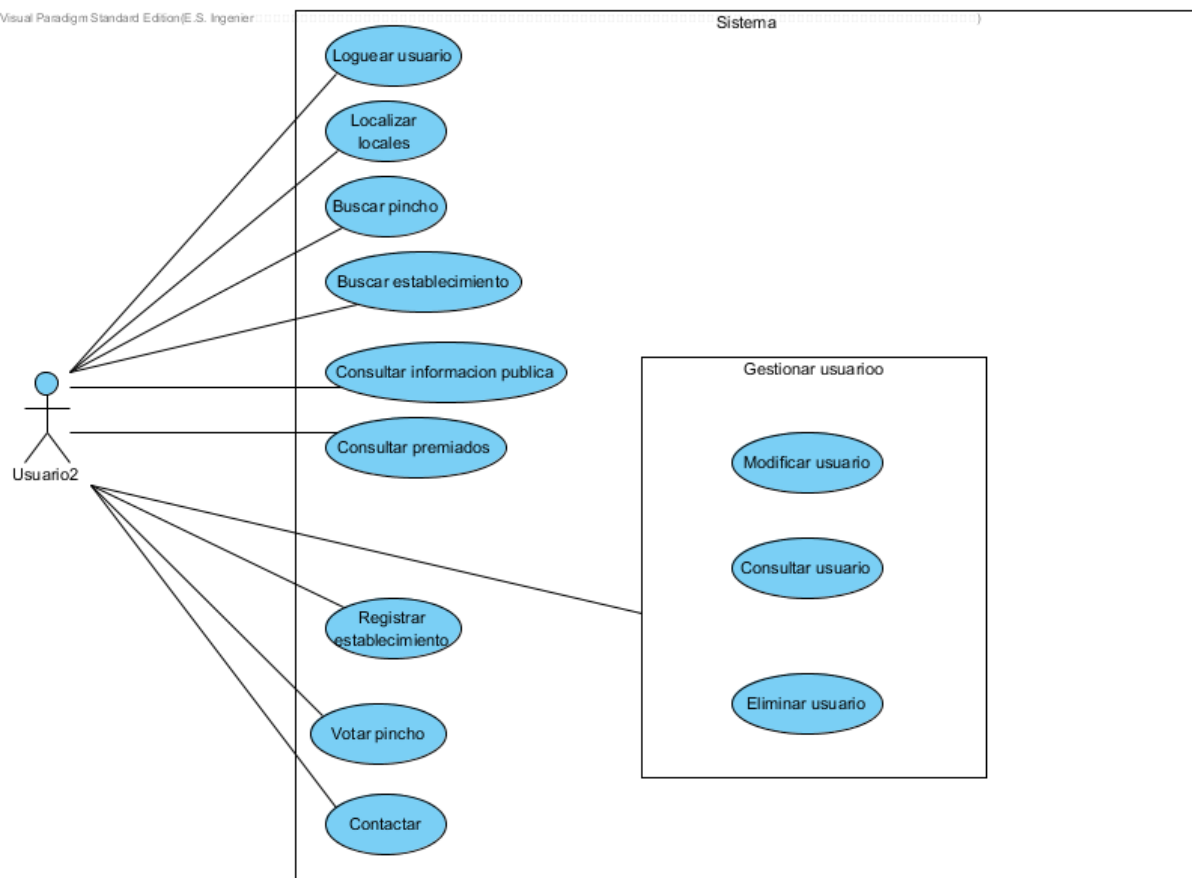 Visual Paradigm Standard Edition(E.S. Ingenier
)
Sistema
Loguear usuario
Localizar
locales
Buscar pincho
Buscar establecimiento
Consultar informacion publica
Gestionar usuarioo
Consultar premiados
Modificar usuario
Usuario2
Consultar usuario
Registrar
establecimiento
Eliminar usuario
Votar pincho
Contactar